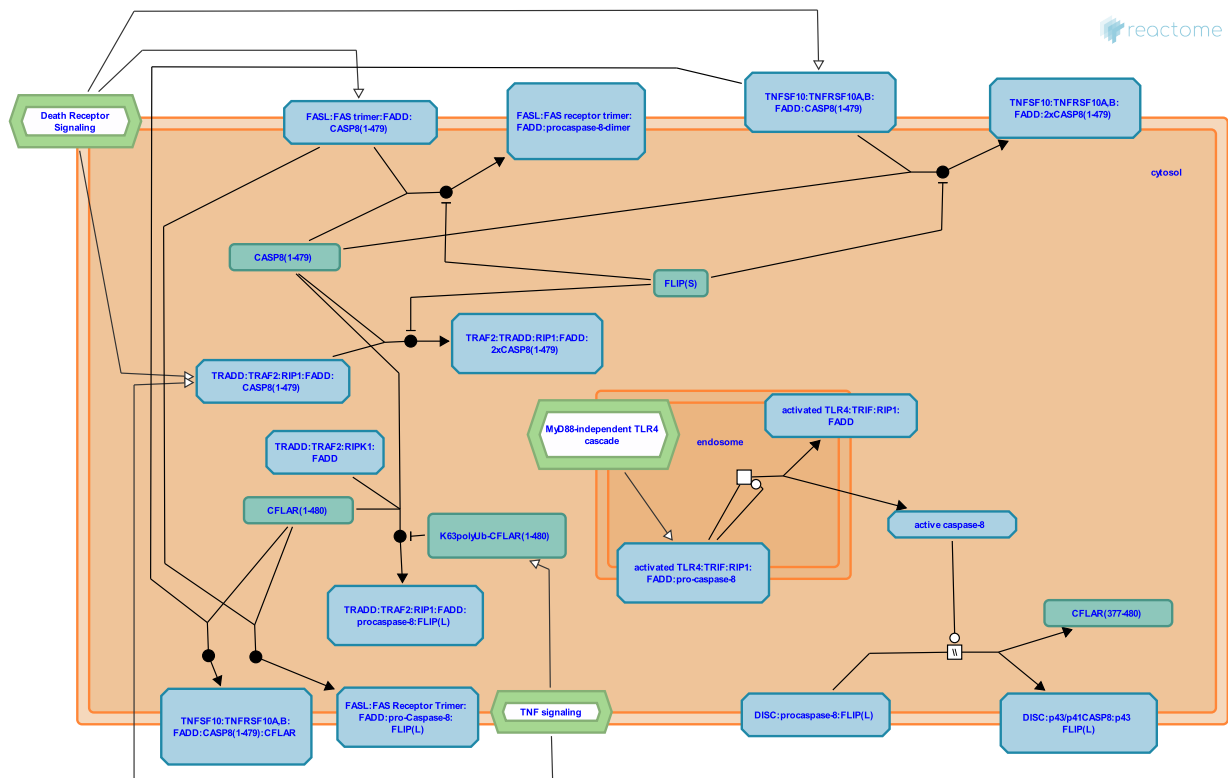 reactome
Death Receptor
Signaling
FASL:FAS trimer:FADD:
CASP8(1-479)
FASL:FAS receptor trimer:
FADD:procaspase-8-dimer
TNFSF10:TNFRSF10A,B:
FADD:CASP8(1-479)
TNFSF10:TNFRSF10A,B:
FADD:2xCASP8(1-479)
cytosol
CASP8(1-479)
FLIP(S)
TRAF2:TRADD:RIP1:FADD:
2xCASP8(1-479)
TRADD:TRAF2:RIP1:FADD:
CASP8(1-479)
activated TLR4:TRIF:RIP1:
FADD
MyD88-independent TLR4
cascade
endosome
TRADD:TRAF2:RIPK1:
FADD
CFLAR(1-480)
K63polyUb-CFLAR(1-480)
active caspase-8
activated TLR4:TRIF:RIP1:
FADD:pro-caspase-8
TRADD:TRAF2:RIP1:FADD:
procaspase-8:FLIP(L)
CFLAR(377-480)
\\
TNFSF10:TNFRSF10A,B:
FADD:CASP8(1-479):CFLAR
FASL:FAS Receptor Trimer:
FADD:pro-Caspase-8:
FLIP(L)
TNF signaling
DISC:procaspase-8:FLIP(L)
DISC:p43/p41CASP8:p43
FLIP(L)